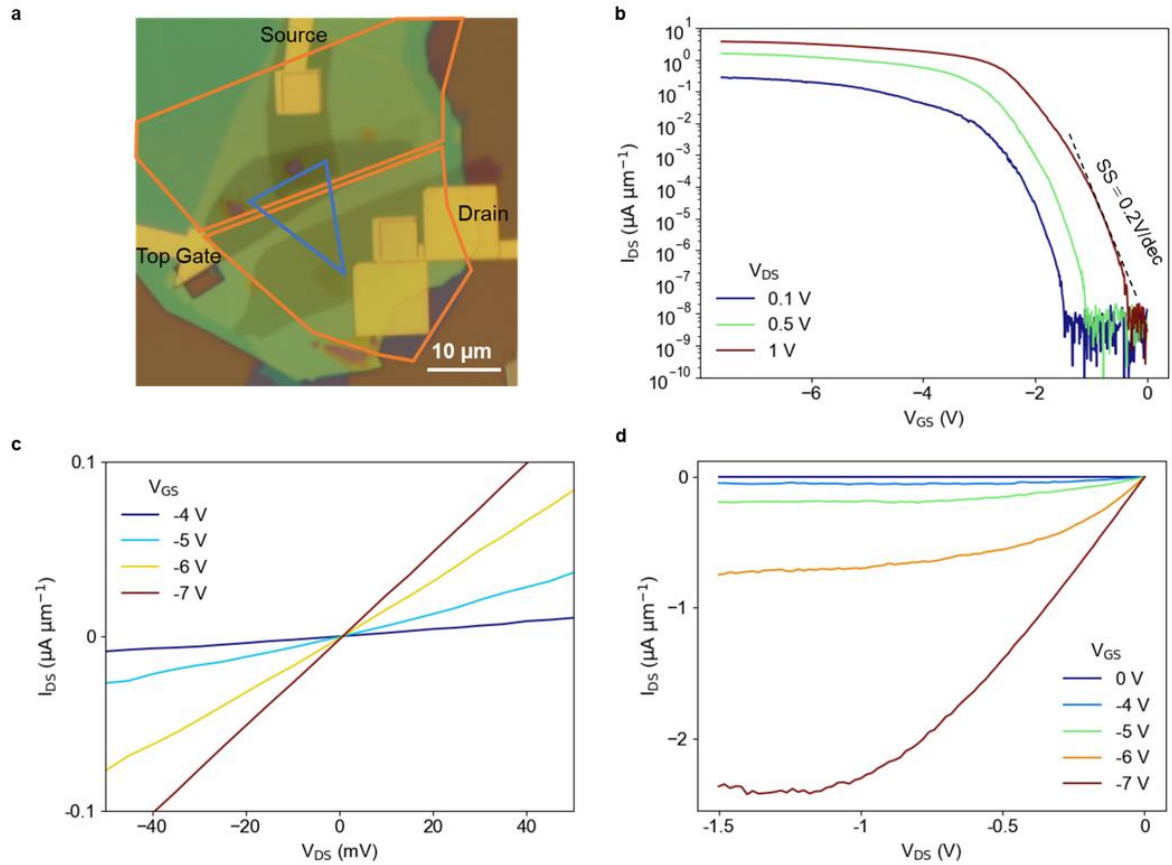 a
Source
Drain
Top Gate
10 µm
b
10¹
10⁰
10⁻¹
10⁻²
10⁻³
10⁻⁴
10⁻⁵
10⁻⁶
10⁻⁷
10⁻⁸
10⁻⁹
10⁻¹⁰
I_DS (µA µm⁻¹)
SS = 0.2V/dec
V_DS
0.1 V
0.5 V
1 V
−6 −4 −2 0
V_GS (V)
c
0.1
0
-0.1
I_DS (µA µm⁻¹)
V_GS
-4 V
-5 V
-6 V
-7 V
−40 −20 0 20 40
V_DS (mV)
d
0
-1
-2
I_DS (µA µm⁻¹)
V_GS
0 V
-4 V
-5 V
-6 V
-7 V
-1.5 -1 -0.5 0
V_DS (V)